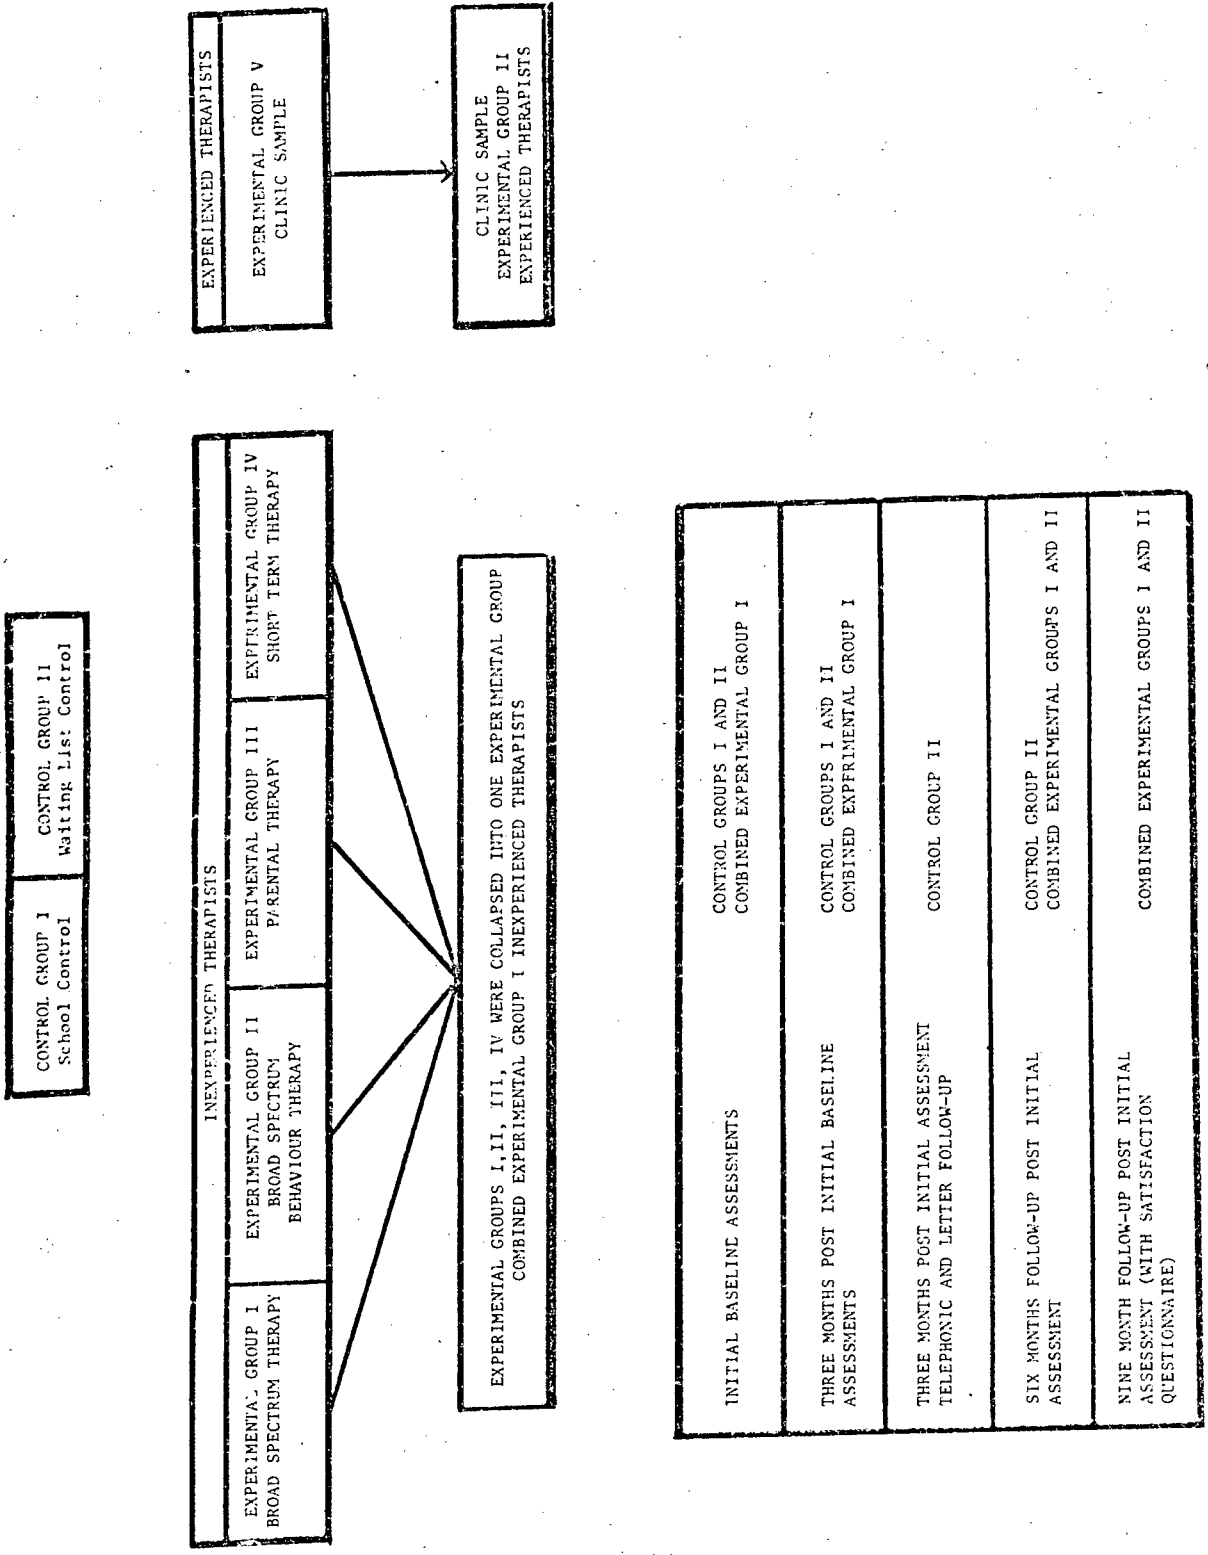 CONTROL GROUP I
School Control
CONTROL GROUP II
Waiting List Control
INEXPERIENCED THERAPISTS
EXPERIMENTAL GROUP I
BROAD SPECTRUM THERAPY
EXPERIMENTAL GROUP II
BROAD SPECTRUM
BEHAVIOUR THERAPY
EXPERIMENTAL GROUP III
PARENTAL THERAPY
EXPERIMENTAL GROUP IV
SHORT TERM THERAPY
EXPERIENCED THERAPISTS
EXPERIMENTAL GROUP V
CLINIC SAMPLE
EXPERIMENTAL GROUPS I,II, III, IV WERE COLLAPSED INTO ONE EXPERIMENTAL GROUP
COMBINED EXPERIMENTAL GROUP I INEXPERIENCED THERAPISTS
CLINIC SAMPLE
EXPERIMENTAL GROUP II
EXPERIENCED THERAPISTS
INITIAL BASELINE ASSESSMENTS
CONTROL GROUPS I AND II
COMBINED EXPERIMENTAL GROUP I
THREE MONTHS POST INITIAL BASELINE
ASSESSMENTS
CONTROL GROUPS I AND II
COMBINED EXPERIMENTAL GROUP I
THREE MONTHS POST INITIAL ASSESSMENT
TELEPHONIC AND LETTER FOLLOW-UP
CONTROL GROUP II
SIX MONTHS FOLLOW-UP POST INITIAL
ASSESSMENT
CONTROL GROUP II
COMBINED EXPERIMENTAL GROUPS I AND II
NINE MONTH FOLLOW-UP POST INITIAL
ASSESSMENT (WITH SATISFACTION
QUESTIONNAIRE)
COMBINED EXPERIMENTAL GROUPS I AND II